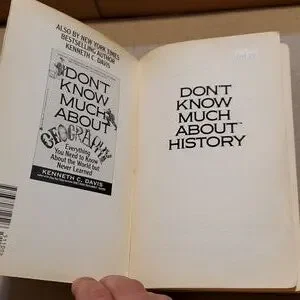 ALSO BY NEW YORK TIMES
BESTSELLING AUTHOR
KENNETH C. DAVIS
DON'T
KNOW
MUCH
ABOUT
GEOGRAPHY
Everything
You Need to Know
About the World but
Never Learned
KENNETH C. DAVIS
DON'T
KNOW
MUCH
ABOUT™
HISTORY